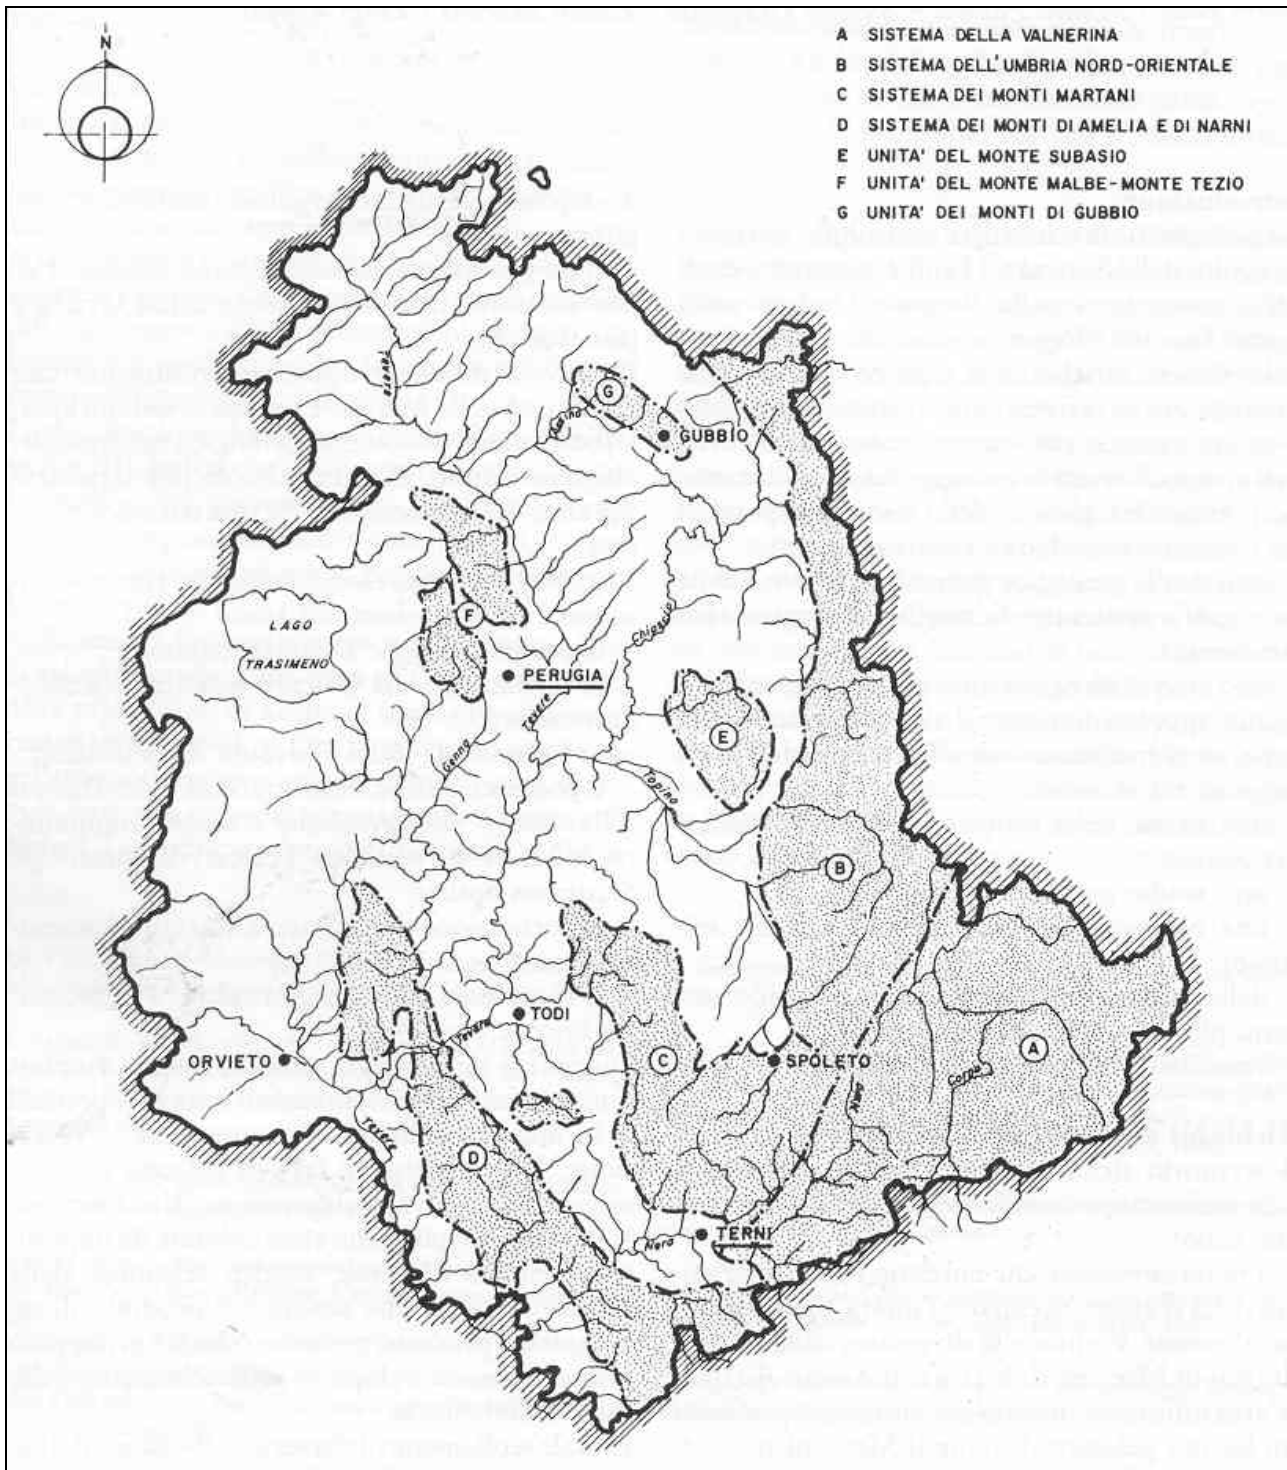 N
A SISTEMA DELLA VALNERINA
B SISTEMA DELL'UMBRIA NORD-ORIENTALE
C SISTEMA DEI MONTI MARTANI
D SISTEMA DEI MONTI DI AMELIA E DI NARNI
E UNITA' DEL MONTE SUBASIO
F UNITA' DEL MONTE MALBE-MONTE TEZIO
G UNITA' DEI MONTI DI GUBBIO
Tevere
G
GUBBIO
LAGO
TRASIMENO
F
Chiascio
PERUGIA
Tevere
E
Genna
Topino
B
TODI
Tevere
ORVIETO
C
SPOLETO
A
Corno
Nera
Tevere
D
TERNI
Nera